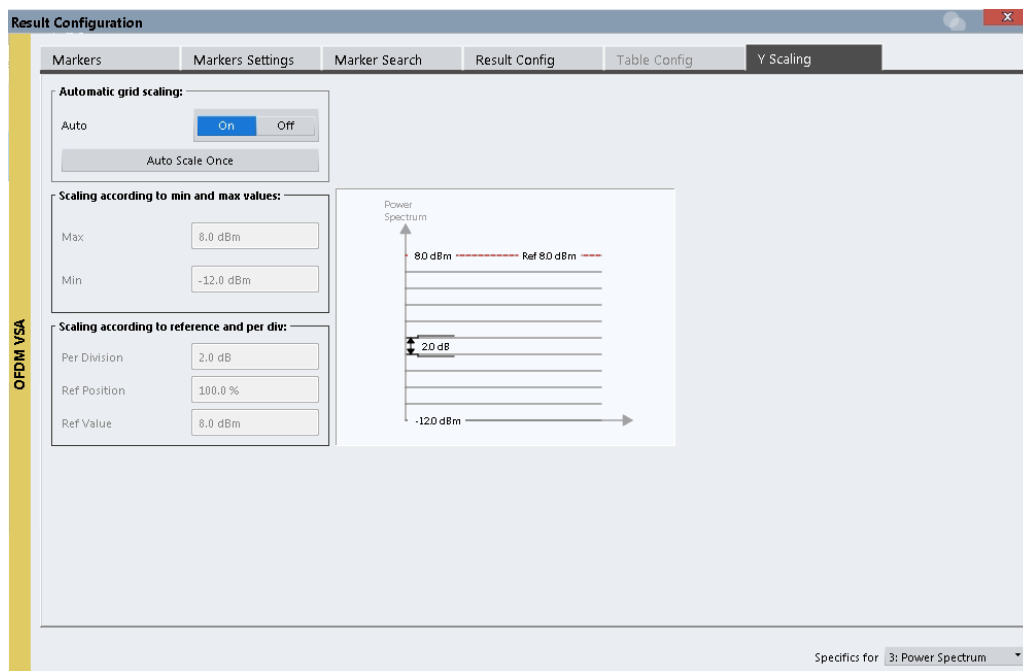 Result Configuration
X
Markers
Markers Settings
Marker Search
Result Config
Table Config
Y Scaling
OFDM VSA
Automatic grid scaling:
Auto On Off
Auto Scale Once
Scaling according to min and max values:
Max 8.0 dBm
Min -12.0 dBm
Scaling according to reference and per div:
Per Division 2.0 dB
Ref Position 100.0 %
Ref Value 8.0 dBm
Power
Spectrum
8.0 dBm Ref 8.0 dBm
2.0 dB
-12.0 dBm
Specifics for 3: Power Spectrum